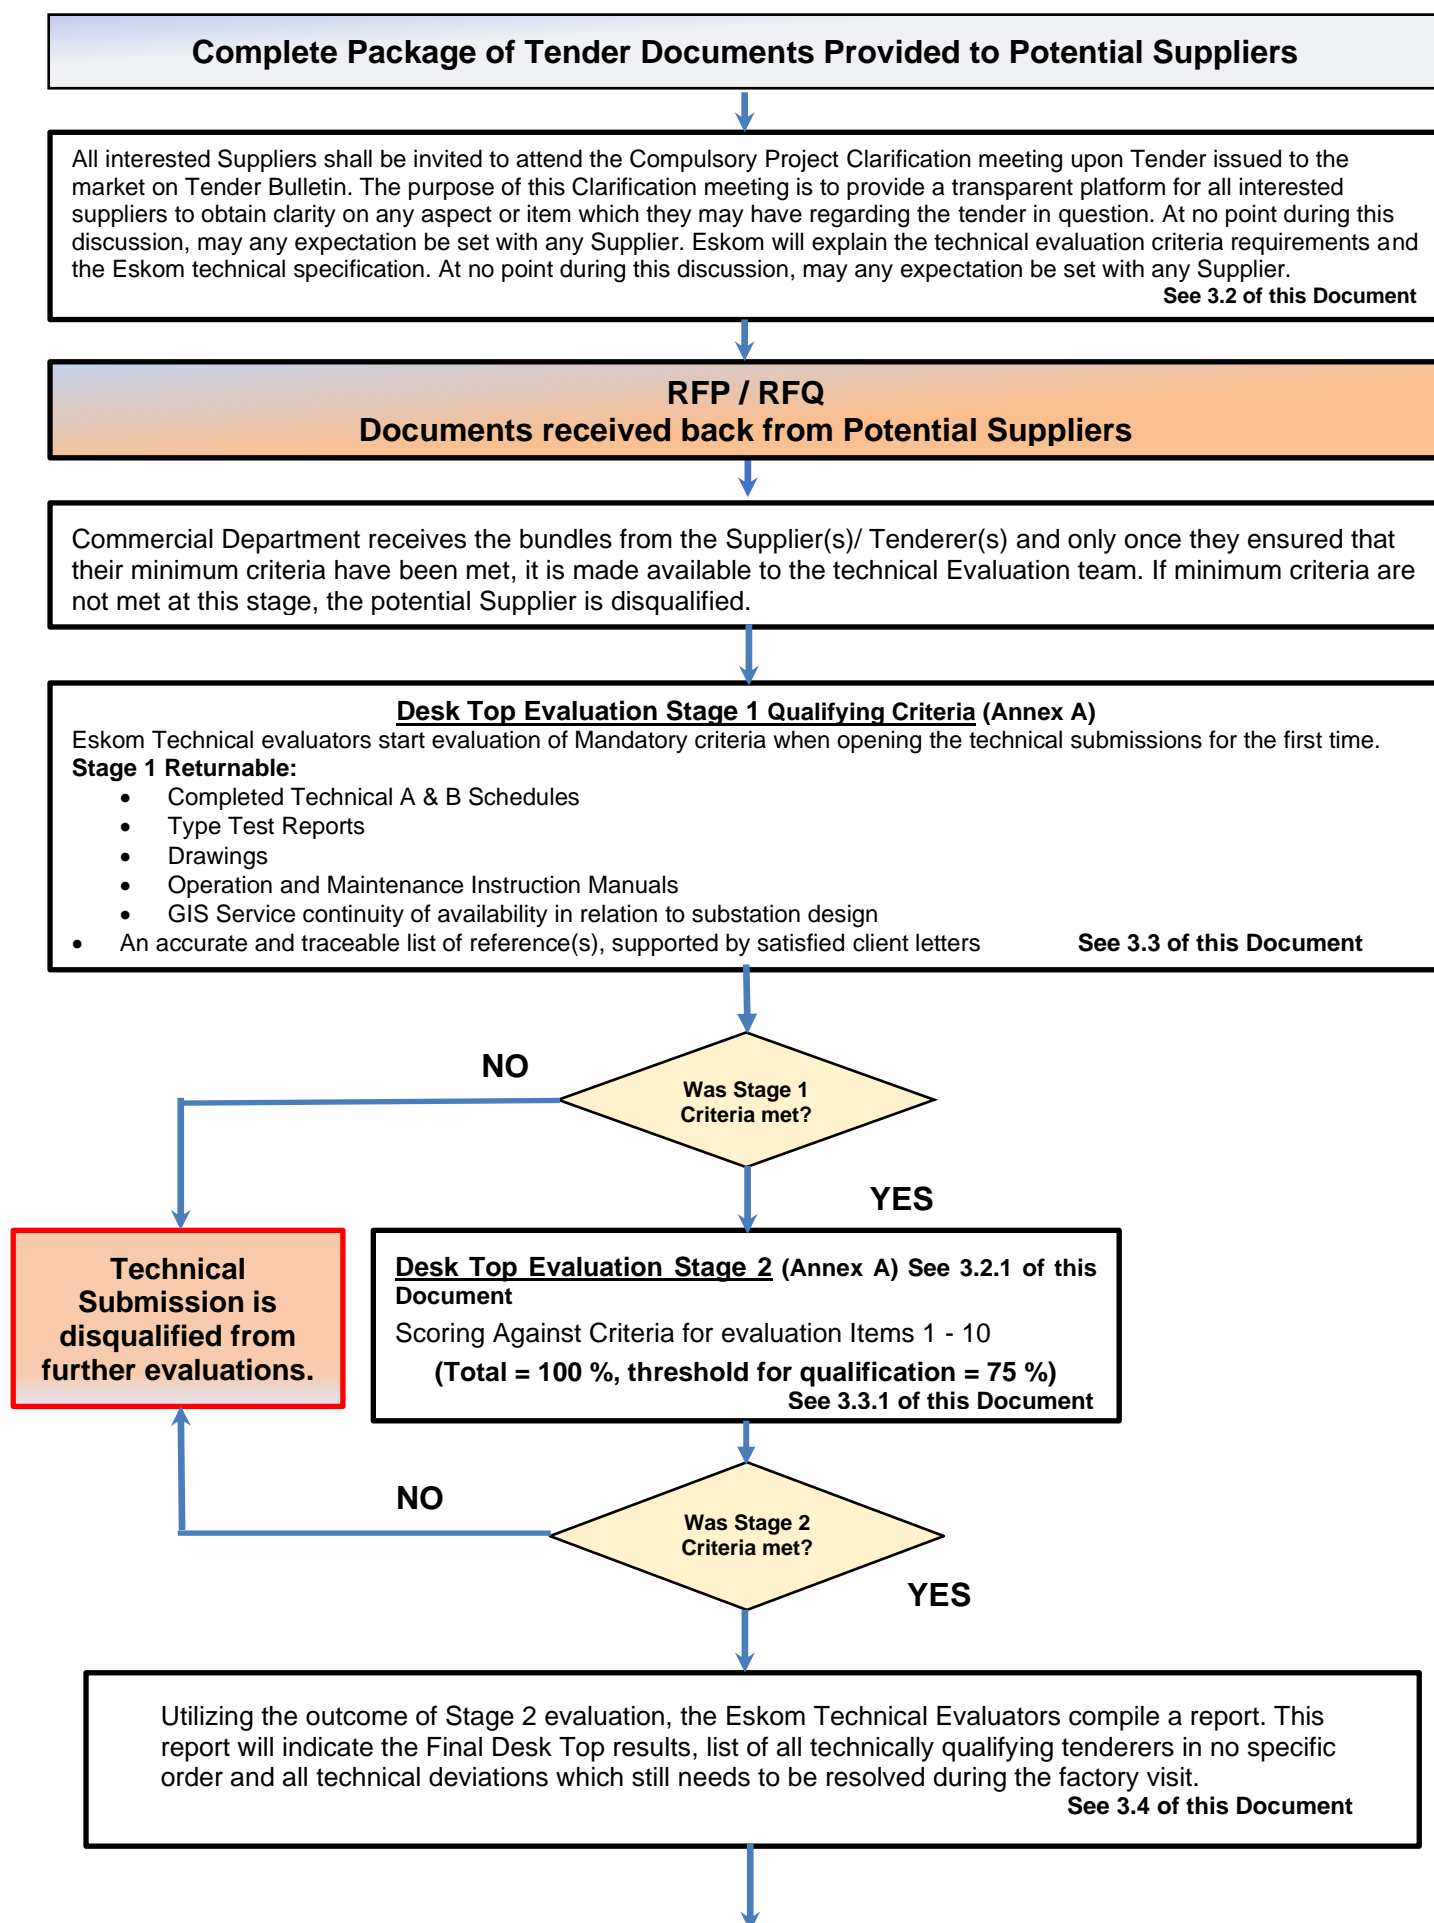 Complete Package of Tender Documents Provided to Potential Suppliers
All interested Suppliers shall be invited to attend the Compulsory Project Clarification meeting upon Tender issued to the
market on Tender Bulletin. The purpose of this Clarification meeting is to provide a transparent platform for all interested
suppliers to obtain clarity on any aspect or item which they may have regarding the tender in question. At no point during this
discussion, may any expectation be set with any Supplier. Eskom will explain the technical evaluation criteria requirements and
the Eskom technical specification. At no point during this discussion, may any expectation be set with any Supplier.
See 3.2 of this Document
RFP / RFQ
Documents received back from Potential Suppliers
Commercial Department receives the bundles from the Supplier(s)/ Tenderer(s) and only once they ensured that
their minimum criteria have been met, it is made available to the technical Evaluation team. If minimum criteria are
not met at this stage, the potential Supplier is disqualified.
Desk Top Evaluation Stage 1 Qualifying Criteria (Annex A)
Eskom Technical evaluators start evaluation of Mandatory criteria when opening the technical submissions for the first time.
Stage 1 Returnable:
• Completed Technical A & B Schedules
• Type Test Reports
• Drawings
• Operation and Maintenance Instruction Manuals
• GIS Service continuity of availability in relation to substation design
• An accurate and traceable list of reference(s), supported by satisfied client letters See 3.3 of this Document
NO
Was Stage 1
Criteria met?
YES
Technical
Submission is
disqualified from
further evaluations.
Desk Top Evaluation Stage 2 (Annex A) See 3.2.1 of this
Document
Scoring Against Criteria for evaluation Items 1 - 10
(Total = 100 %, threshold for qualification = 75 %)
See 3.3.1 of this Document
NO
Was Stage 2
Criteria met?
YES
Utilizing the outcome of Stage 2 evaluation, the Eskom Technical Evaluators compile a report. This
report will indicate the Final Desk Top results, list of all technically qualifying tenderers in no specific
order and all technical deviations which still needs to be resolved during the factory visit.
See 3.4 of this Document